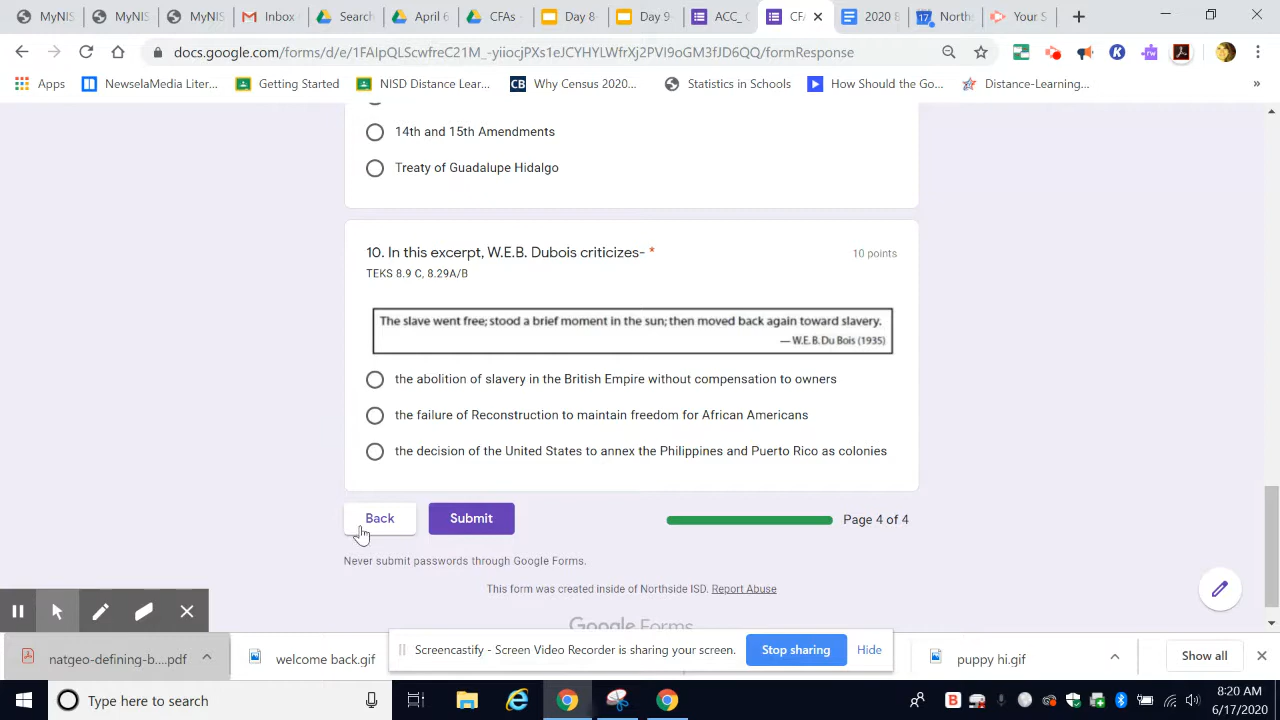 MyNIS
MyNI
MyNIS
Inbox
Search
April 6
CFAs -
Day 8
Day 9-
ACC_
CFA
2020 B
North
Your S
docs.google.com/forms/d/e/1FAIpQLScwfreC21M_-yiiocjPXs1eJCYHYLWfrXj2PVI9oGM3fJD6QQ/formResponse
Apps
NewselaMedia Liter...
Getting Started
NISD Distance Lear...
CB Why Census 2020...
Statistics in Schools
How Should the Go...
Distance-Learning...
»
14th and 15th Amendments
Treaty of Guadalupe Hidalgo
10. In this excerpt, W.E.B. Dubois criticizes- *
10 points
TEKS 8.9 C, 8.29A/B
The slave went free; stood a brief moment in the sun; then moved back again toward slavery.
— W.E.B. Du Bois (1935)
the abolition of slavery in the British Empire without compensation to owners
the failure of Reconstruction to maintain freedom for African Americans
the decision of the United States to annex the Philippines and Puerto Rico as colonies
Back
Submit
Page 4 of 4
Never submit passwords through Google Forms.
This form was created inside of Northside ISD. Report Abuse
Google Forms
Screencastify - Screen Video Recorder is sharing your screen.
Stop sharing
Hide
natgeo-defining-b....pdf
welcome back.gif
puppy hi.gif
Show all
Type here to search
8:20 AM
6/17/2020